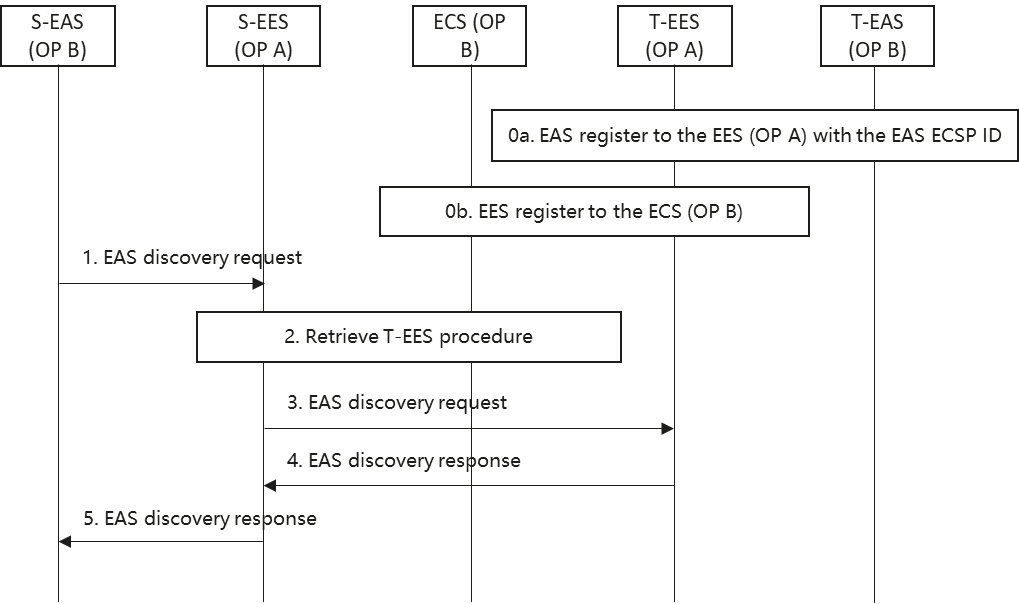 S-EAS
(OP B)
S-EES
(OP A)
ECS (OP
B)
T-EES
(OP A)
T-EAS
(OP B)
0a. EAS register to the EES (OP A) with the EAS ECSP ID
0b. EES register to the ECS (OP B)
1. EAS discovery request
2. Retrieve T-EES procedure
3. EAS discovery request
4. EAS discovery response
5. EAS discovery response